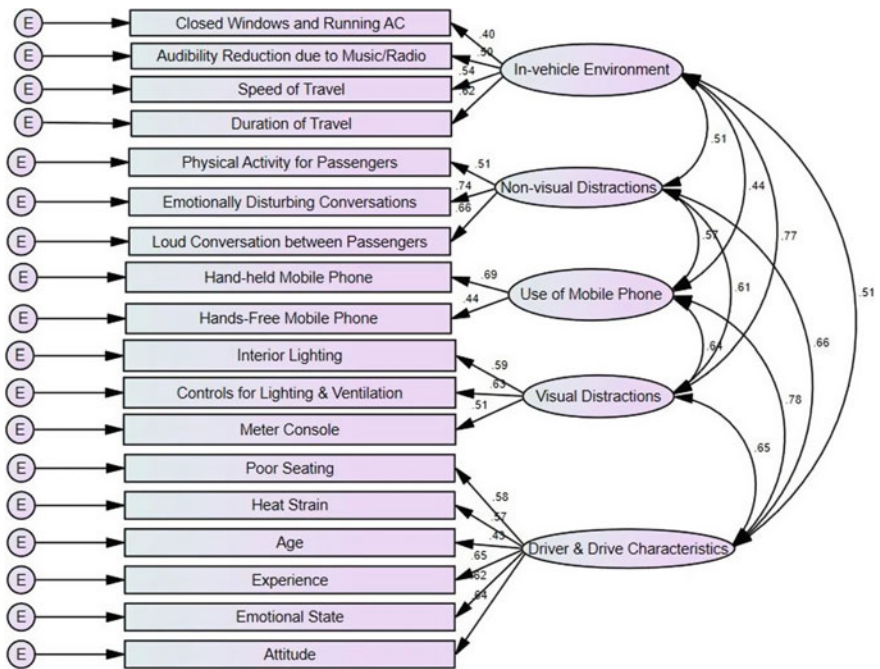 E Closed Windows and Running AC
.40
E Audibility Reduction due to Music/Radio
.50
In-vehicle Environment
E Speed of Travel
.54
.62
E Duration of Travel
.51
E Physical Activity for Passengers
.51
Non-visual Distractions
.44
E Emotionally Disturbing Conversations
.74
.66
E Loud Conversation between Passengers
.57
.77
E Hand-held Mobile Phone
.69
Use of Mobile Phone
.61
.51
E Hands-Free Mobile Phone
.44
E Interior Lighting
.59
.64
.66
E Controls for Lighting & Ventilation
.63
Visual Distractions
.78
E Meter Console
.51
.65
E Poor Seating
.58
E Heat Strain
.57
E Age
.43
Driver & Drive Characteristics
E Experience
.65
.62
E Emotional State
.64
E Attitude